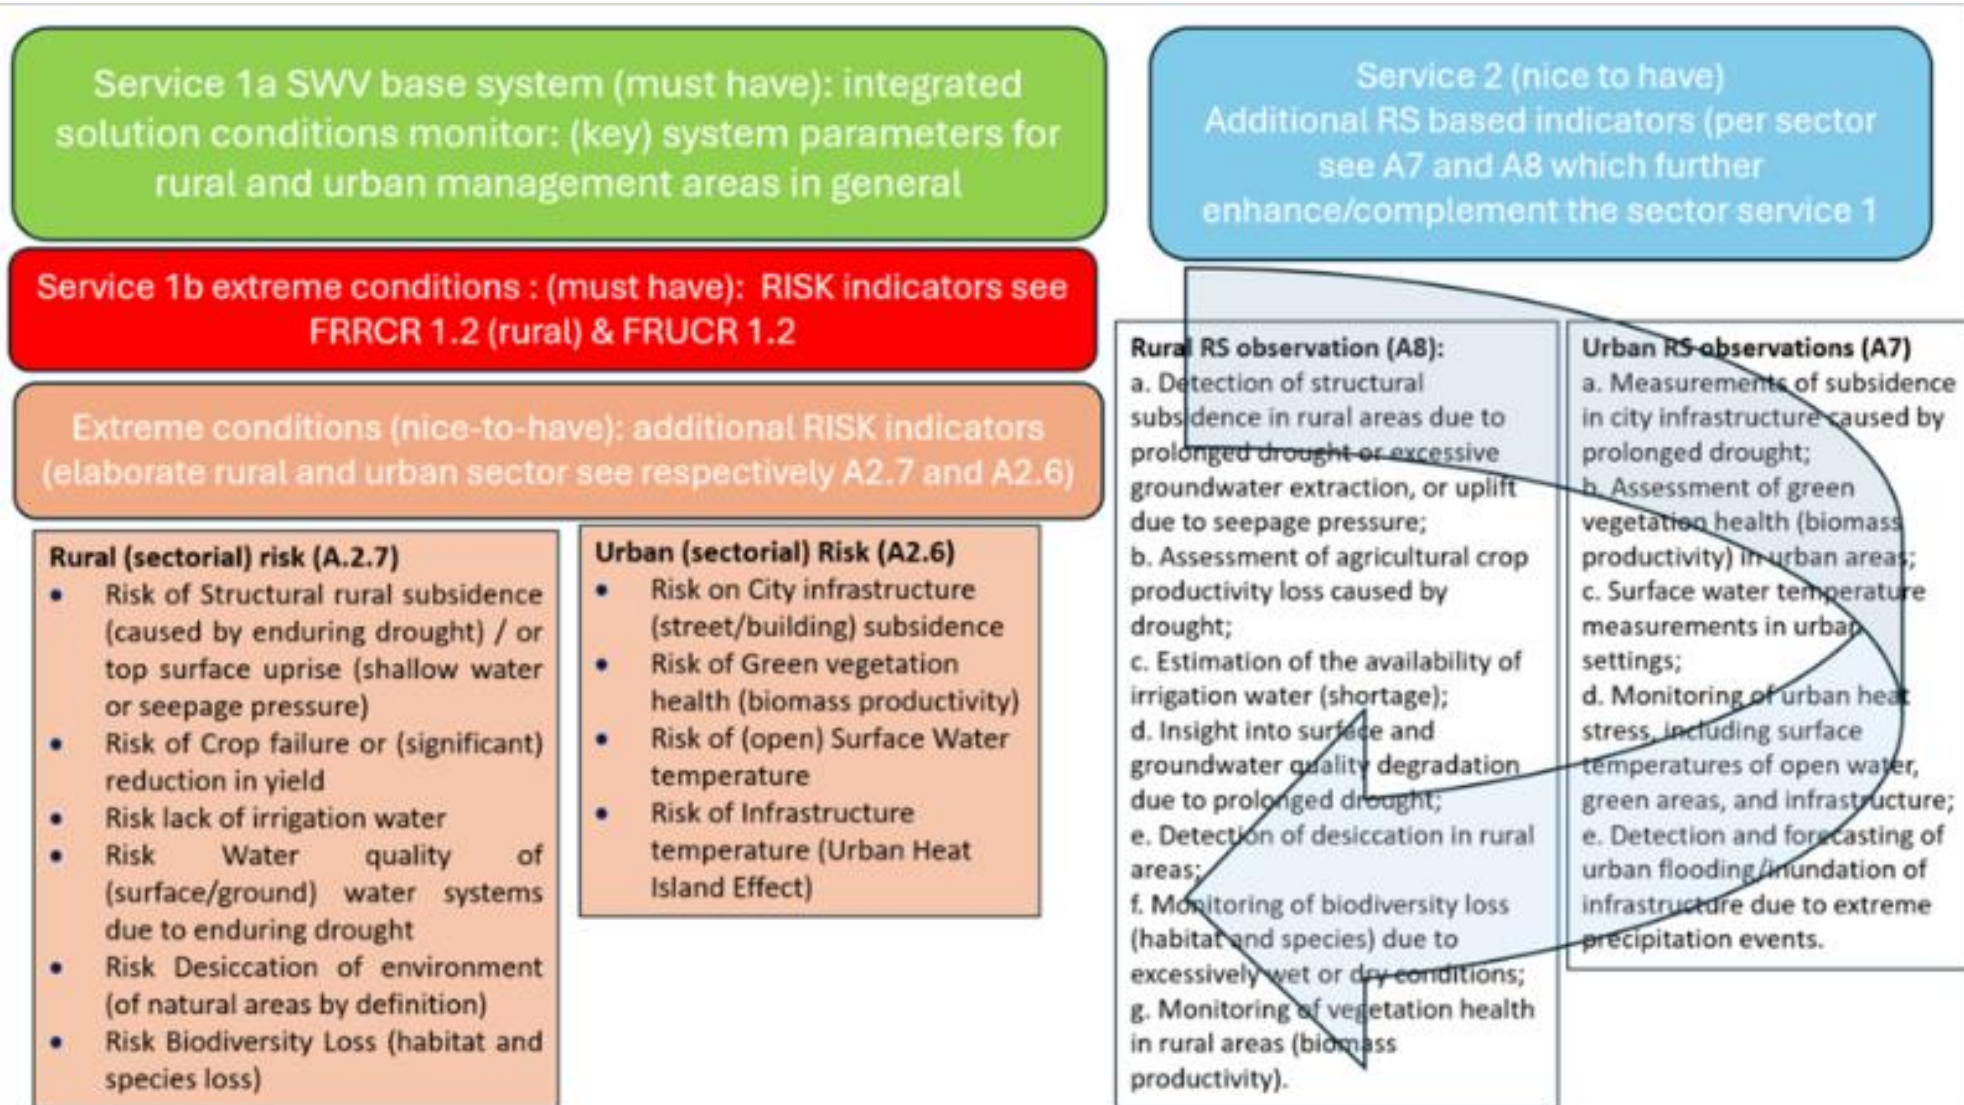 Service 1a SWV base system (must have): integrated
solution conditions monitor: (key) system parameters for
rural and urban management areas in general
Service 1b extreme conditions : (must have): RISK indicators see
FRRCR 1.2 (rural) & FRUCR 1.2
Extreme conditions (nice-to-have): additional RISK indicators
(elaborate rural and urban sector see respectively A2.7 and A2.6)
Rural (sectorial) risk (A.2.7)
• Risk of Structural rural subsidence
(caused by enduring drought) / or
top surface uprise (shallow water
or seepage pressure)
• Risk of Crop failure or (significant)
reduction in yield
• Risk lack of irrigation water
• Risk Water quality of
(surface/ground) water systems
due to enduring drought
• Risk Desiccation of environment
(of natural areas by definition)
• Risk Biodiversity Loss (habitat and
species loss)
Urban (sectorial) Risk (A2.6)
• Risk on City infrastructure
(street/building) subsidence
• Risk of Green vegetation
health (biomass productivity)
• Risk of (open) Surface Water
temperature
• Risk of Infrastructure
temperature (Urban Heat
Island Effect)
Service 2 (nice to have)
Additional RS based indicators (per sector
see A7 and A8 which further
enhance/complement the sector service 1
Rural RS observation (A8):
a. Detection of structural
subsidence in rural areas due to
prolonged drought or excessive
groundwater extraction, or uplift
due to seepage pressure;
b. Assessment of agricultural crop
productivity loss caused by
drought;
c. Estimation of the availability of
irrigation water (shortage);
d. Insight into surface and
groundwater quality degradation
due to prolonged drought;
e. Detection of desiccation in rural
areas;
f. Monitoring of biodiversity loss
(habitat and species) due to
excessively wet or dry conditions;
g. Monitoring of vegetation health
in rural areas (biomass
productivity).
Urban RS observations (A7)
a. Measurements of subsidence
in city infrastructure caused by
prolonged drought;
b. Assessment of green
vegetation health (biomass
productivity) in urban areas;
c. Surface water temperature
measurements in urban
settings;
d. Monitoring of urban heat
stress, including surface
temperatures of open water,
green areas, and infrastructure;
e. Detection and forecasting of
urban flooding/inundation of
infrastructure due to extreme
precipitation events.